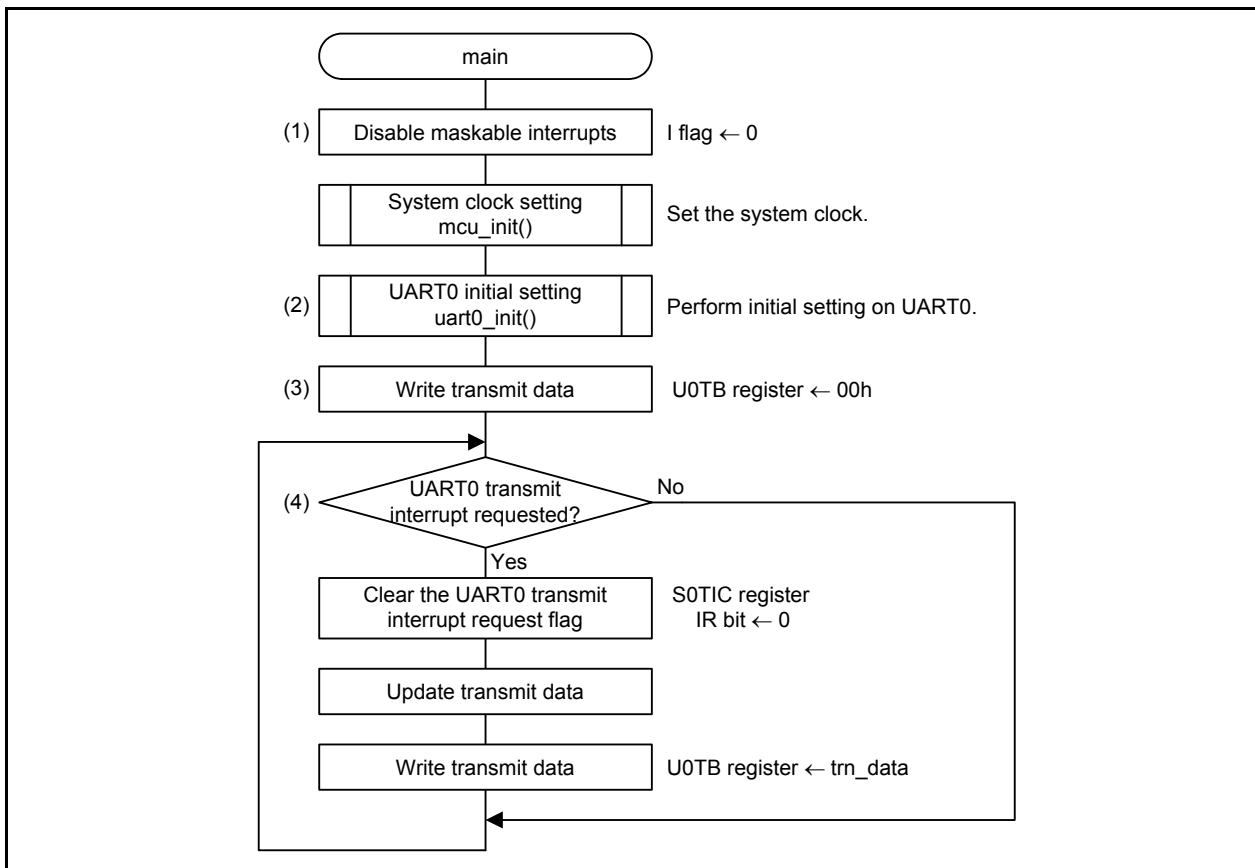 main
(1) Disable maskable interrupts I flag ← 0
System clock setting
mcu_init()
Set the system clock.
(2) UART0 initial setting
uart0_init()
Perform initial setting on UART0.
(3) Write transmit data U0TB register ← 00h
(4) UART0 transmit
interrupt requested?
No
Yes
Clear the UART0 transmit
interrupt request flag
S0TIC register
IR bit ← 0
Update transmit data
Write transmit data U0TB register ← trn_data